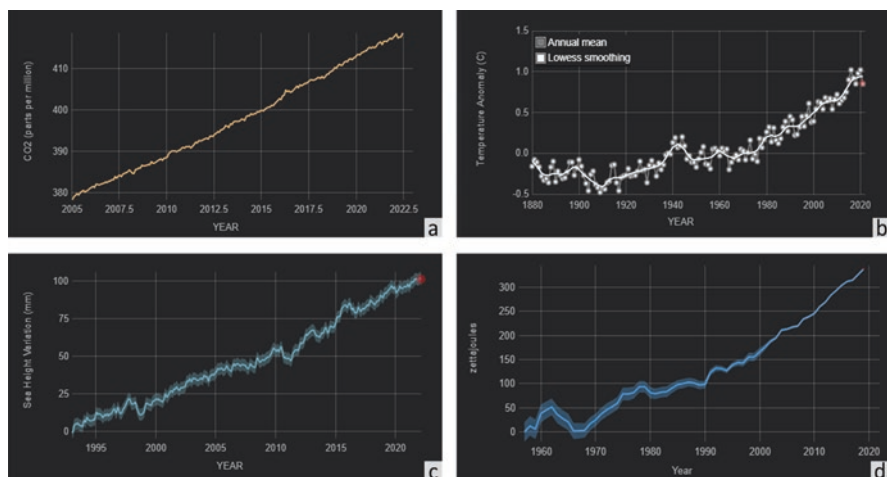 CO2 (parts per million)
410
400
390
380
2005 2007.5 2010 2012.5 2015 2017.5 2020 2022.5
YEAR
a
Temperature Anomaly (C)
1.5
1.0
0.5
0.0
-0.5
Annual mean
Lowess smoothing
1880 1900 1920 1940 1960 1980 2000 2020
YEAR
b
Sea Height Variation (mm)
100
75
50
25
0
1995 2000 2005 2010 2015 2020
YEAR
c
zettajoules
300
250
200
150
100
50
0
1960 1970 1980 1990 2000 2010 2020
Year
d